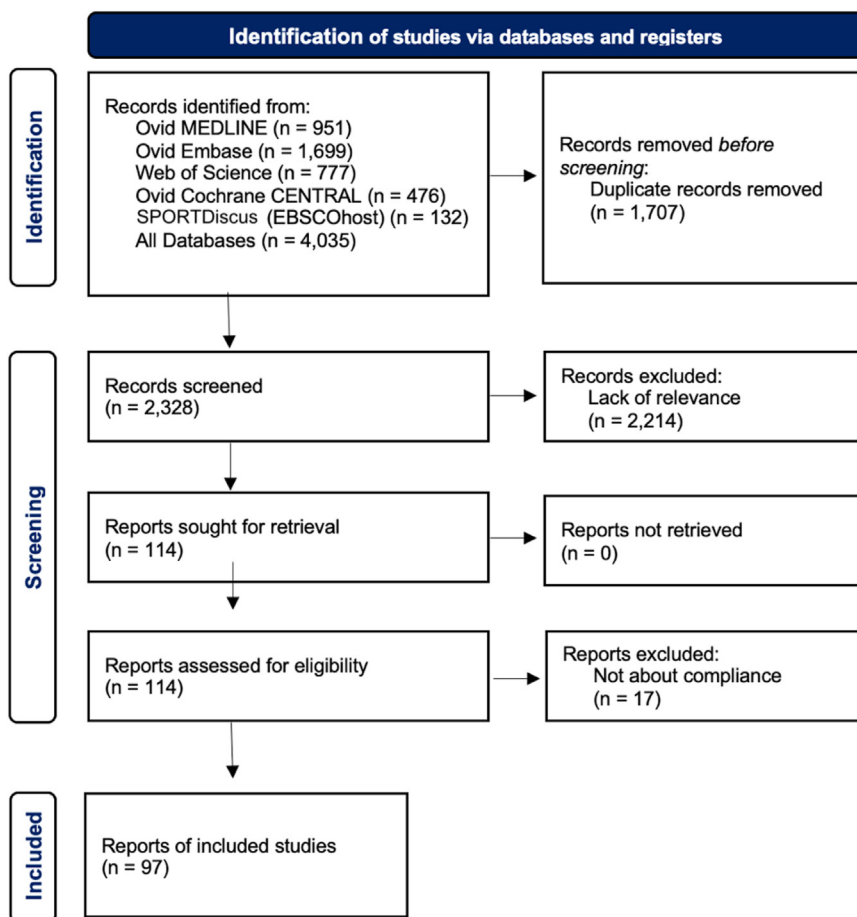 Identification of studies via databases and registers
Identification
Records identified from:
Ovid MEDLINE (n = 951)
Ovid Embase (n = 1,699)
Web of Science (n = 777)
Ovid Cochrane CENTRAL (n = 476)
SPORTDiscus (EBSCOhost) (n = 132)
All Databases (n = 4,035)
Records removed before
screening:
Duplicate records removed
(n = 1,707)
Screening
Records screened
(n = 2,328)
Records excluded:
Lack of relevance
(n = 2,214)
Reports sought for retrieval
(n = 114)
Reports not retrieved
(n = 0)
Reports assessed for eligibility
(n = 114)
Reports excluded:
Not about compliance
(n = 17)
Included
Reports of included studies
(n = 97)